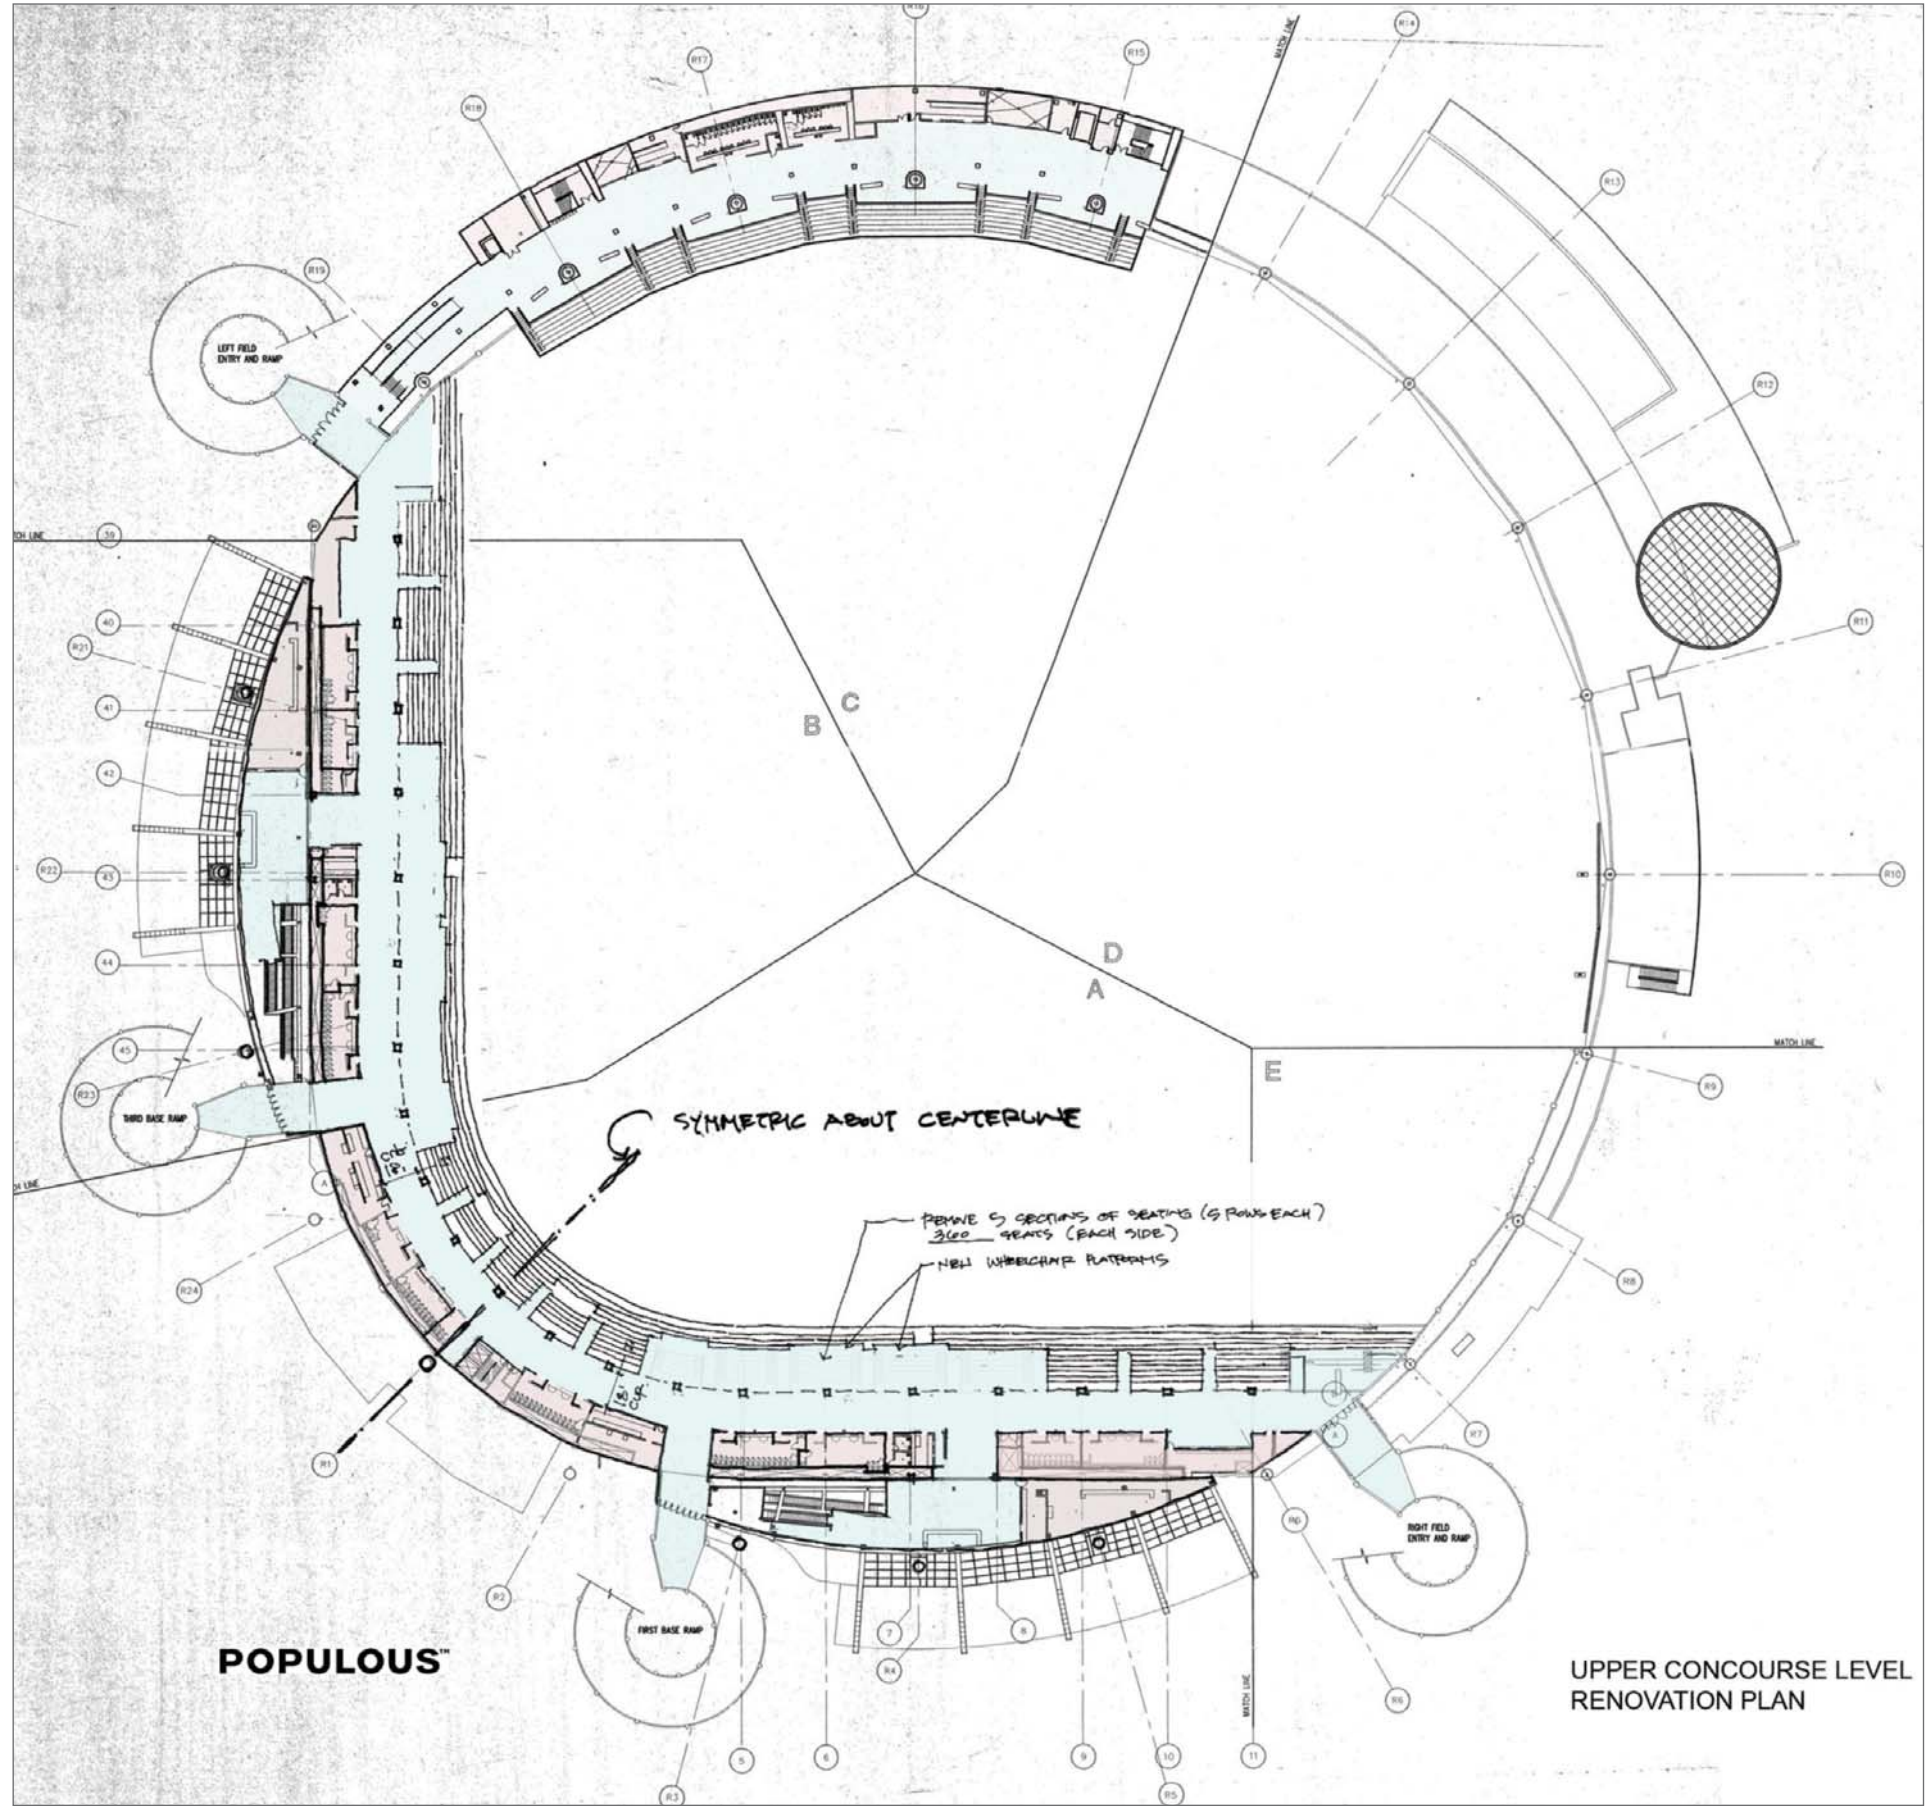 R16
R14
R15
R17
MATCH LINE
R18
R13
R19
LEFT FIELD
ENTRY AND RAMP
R12
39
40
R21
R11
41
C
B
42
R22
43
R10
44
D
A
45
MATCH LINE
E
R23
R9
THIRD BASE RAMP
SYMMETRIC ABOUT CENTERLINE
A
REMOVE 5 SECTIONS OF SEATING (5 ROWS EACH)
360 SEATS (EACH SIDE)
NEW WHEELCHAIR PLATFORMS
R24
R8
18'
CLR.
R1
A
R7
R6
RIGHT FIELD
ENTRY AND RAMP
R2
FIRST BASE RAMP
7
8
R4
POPULOUS™
UPPER CONCOURSE LEVEL
RENOVATION PLAN
MATCH LINE
R6
5
6
9
10
11
R3
R5